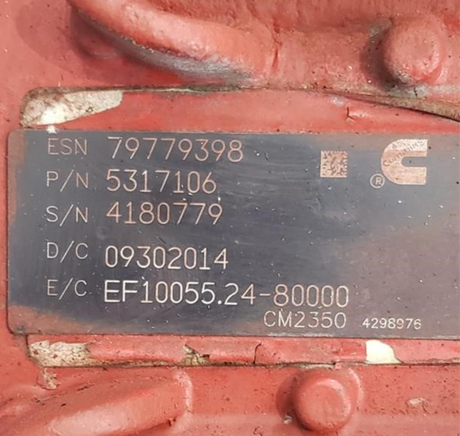 ESN 79779398
P/N 5317106
S/N 4180779
D/C 09302014
E/C EF10055.24-80000
CM2350 4298976
®